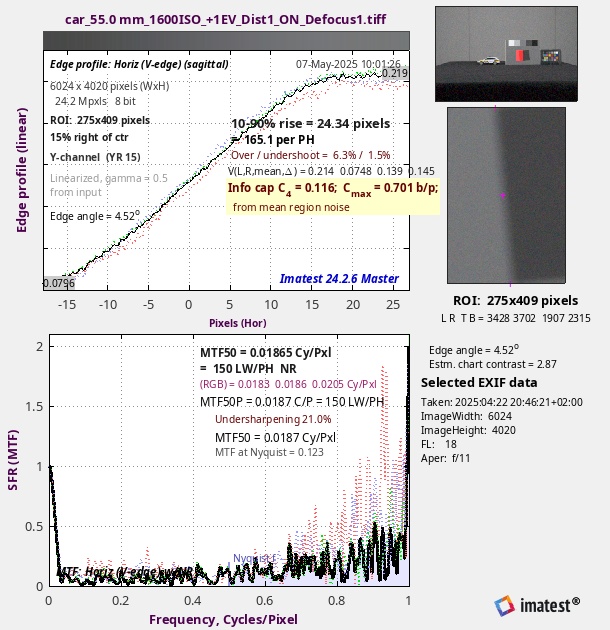 car_55.0 mm_1600ISO_+1EV_Dist1_ON_Defocus1.tiff
Edge profile: Horiz (V-edge) (sagittal)
07-May-2025 10:01:26
0.219
6024 x 4020 pixels (WxH)
24.2 Mpxls 8 bit
ROI: 275x409 pixels
15% right of ctr
Y-channel (YR 15)
Linearized, gamma = 0.5
from input
Edge angle = 4.52°
10-90% rise = 24.34 pixels
= 165.1 per PH
Over / undershoot = 6.3% / 1.5%
V(L,R,mean,Δ) = 0.214 0.0748 0.139 0.145
Info cap C4 = 0.116; Cmax = 0.701 b/p;
from mean region noise
Edge profile (linear)
0.0796
Imatest 24.2.6 Master
-15 -10 -5 0 5 10 15 20 25
Pixels (Hor)
ROI: 275x409 pixels
L R T B = 3428 3702 1907 2315
Edge angle = 4.52°
Estm. chart contrast = 2.87
Selected EXIF data
Taken: 2025:04:22 20:46:21+02:00
ImageWidth: 6024
ImageHeight: 4020
FL: 18
Aper: f/11
MTF50 = 0.01865 Cy/Pxl
= 150 LW/PH NR
(RGB) = 0.0183 0.0186 0.0205 Cy/Pxl
MTF50P = 0.0187 C/P = 150 LW/PH
Undersharpening 21.0%
MTF50 = 0.0187 Cy/Pxl
MTF at Nyquist = 0.123
SFR (MTF)
2
1.5
1
0.5
0
Nyquist f
MTF: Horiz (V-edge) w/NR
0 0.2 0.4 0.6 0.8 1
Frequency, Cycles/Pixel
imatest®